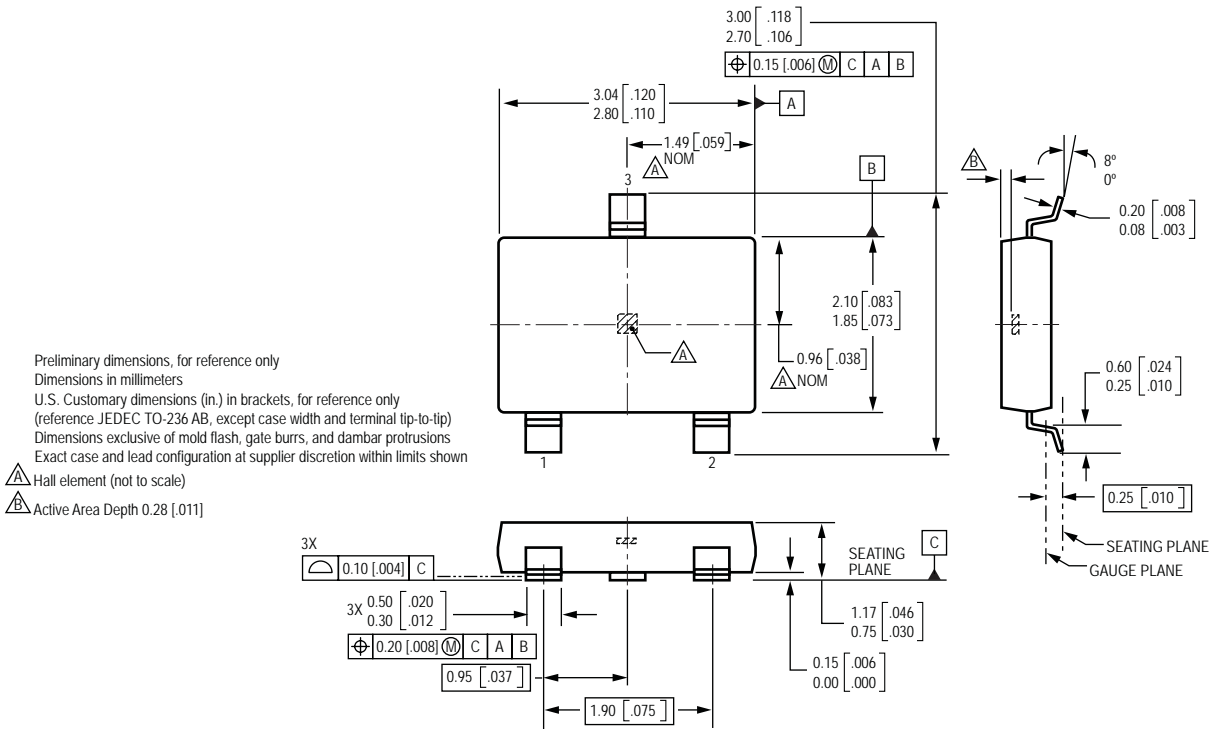 3.00 [ .118 ]
2.70 [ .106 ]
⌖ 0.15 [.006] Ⓜ C A B
3.04 [ .120 ]
2.80 [ .110 ]
A
1.49 [.059]
A NOM
3
B
B
8º
0º
0.20 [ .008 ]
0.08 [ .003 ]
2.10 [ .083 ]
1.85 [ .073 ]
A
0.96 [.038]
A NOM
Preliminary dimensions, for reference only
Dimensions in millimeters
U.S. Customary dimensions (in.) in brackets, for reference only
(reference JEDEC TO-236 AB, except case width and terminal tip-to-tip)
Dimensions exclusive of mold flash, gate burrs, and dambar protrusions
Exact case and lead configuration at supplier discretion within limits shown
A Hall element (not to scale)
B Active Area Depth 0.28 [.011]
0.60 [ .024 ]
0.25 [ .010 ]
1
2
0.25 [ .010 ]
SEATING PLANE
GAUGE PLANE
3X
⌓ 0.10 [.004] C
SEATING
PLANE
C
3X 0.50 [ .020 ]
0.30 [ .012 ]
⌖ 0.20 [.008] Ⓜ C A B
1.17 [ .046 ]
0.75 [ .030 ]
0.15 [ .006 ]
0.00 [ .000 ]
0.95 [ .037 ]
1.90 [ .075 ]